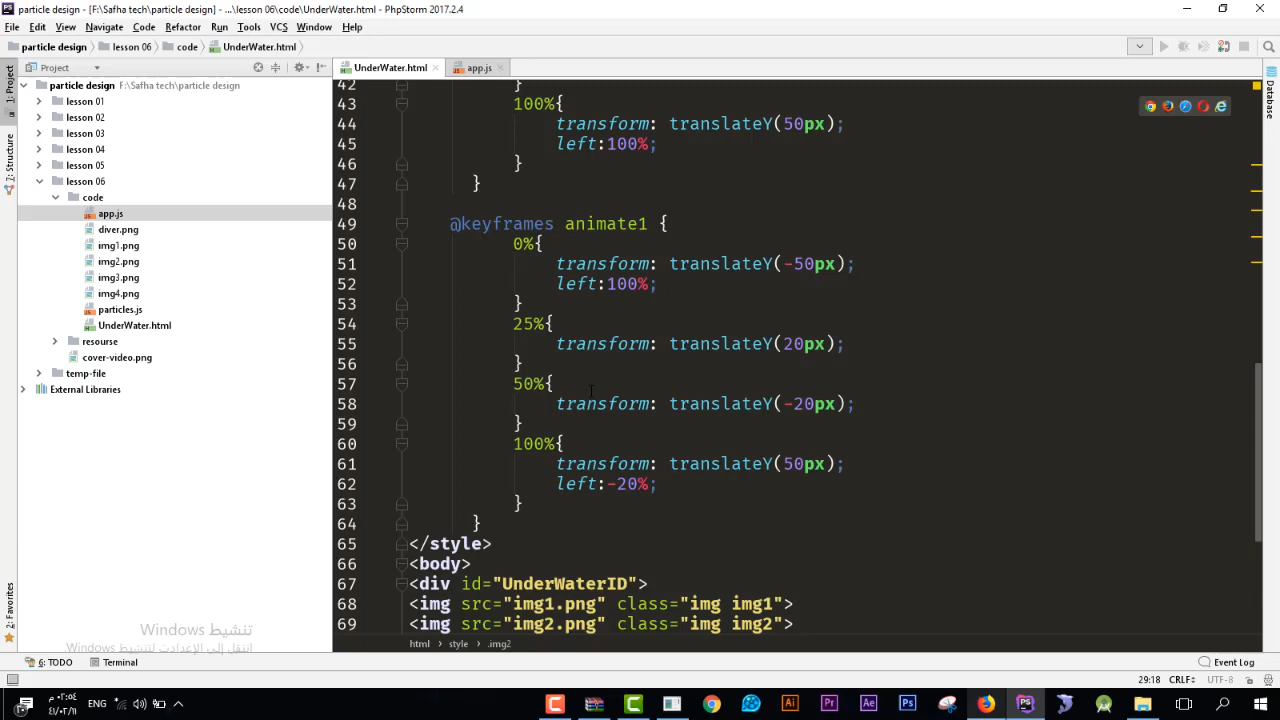 particle design - [F:\Safha tech\particle design] - ...\lesson 06\code\UnderWater.html - PhpStorm 2017.2.4
File Edit View Navigate Code Refactor Run Tools VCS Window Help
particle design lesson 06 code UnderWater.html
1: Project
Z: Structure
2: Favorites
Project
particle design F:\Safha tech\particle design
lesson 01
lesson 02
lesson 03
lesson 04
lesson 05
lesson 06
code
app.js
diver.png
img1.png
img2.png
img3.png
img4.png
particles.js
UnderWater.html
resourse
cover-video.png
temp-file
External Libraries
UnderWater.html app.js
42 }
43 100%{
44 transform: translateY(50px);
45 left:100%;
46 }
47 }
48
49 @keyframes animate1 {
50 0%{
51 transform: translateY(-50px);
52 left:100%;
53 }
54 25%{
55 transform: translateY(20px);
56 }
57 50%{
58 transform: translateY(-20px);
59 }
60 100%{
61 transform: translateY(50px);
62 left:-20%;
63 }
64 }
65 </style>
66 <body>
67 <div id="UnderWaterID">
68 <img src="img1.png" class="img img1">
69 <img src="img2.png" class="img img2">
html style .img2
Database
تنشيط Windows
انتقل إلى الإعدادات لتنشيط Windows
6: TODO Terminal Event Log
29:18 CRLF UTF-8
ENG